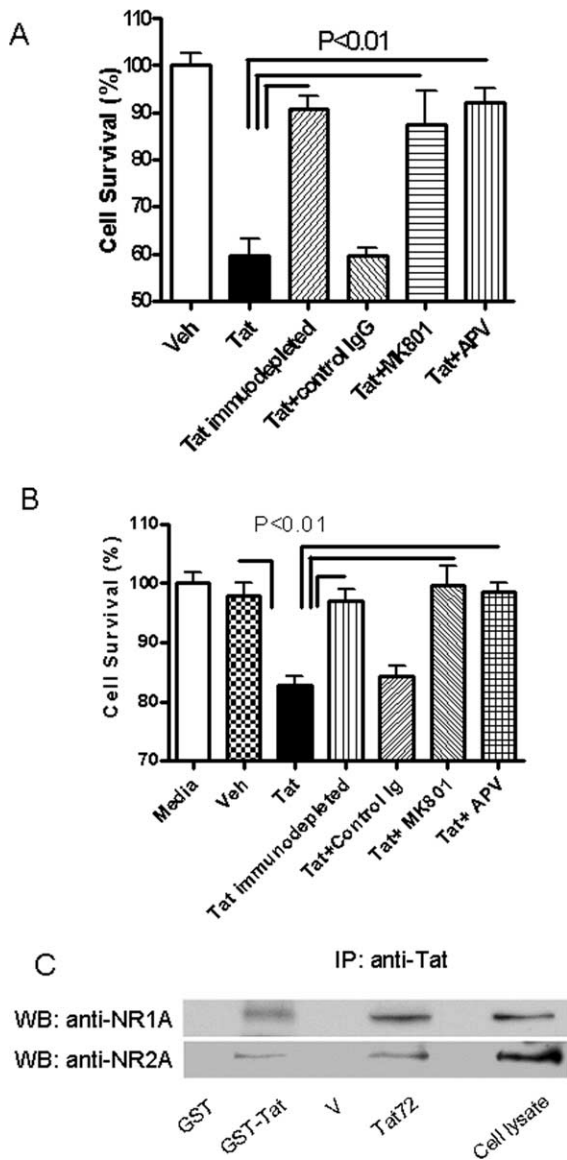 A
P<0.01
Cell Survival (%)
110
100
90
80
70
60
50
Veh
Tat
Tat immuodepleted
Tat+control IgG
Tat+MK801
Tat+APV
B
P<0.01
Cell Survival (%)
110
100
90
80
70
Media
Veh
Tat
Tat immunodepleted
Tat+Control Ig
Tat+ MK801
Tat+ APV
C
IP: anti-Tat
WB: anti-NR1A
WB: anti-NR2A
GST
GST-Tat
V
Tat72
Cell lysate